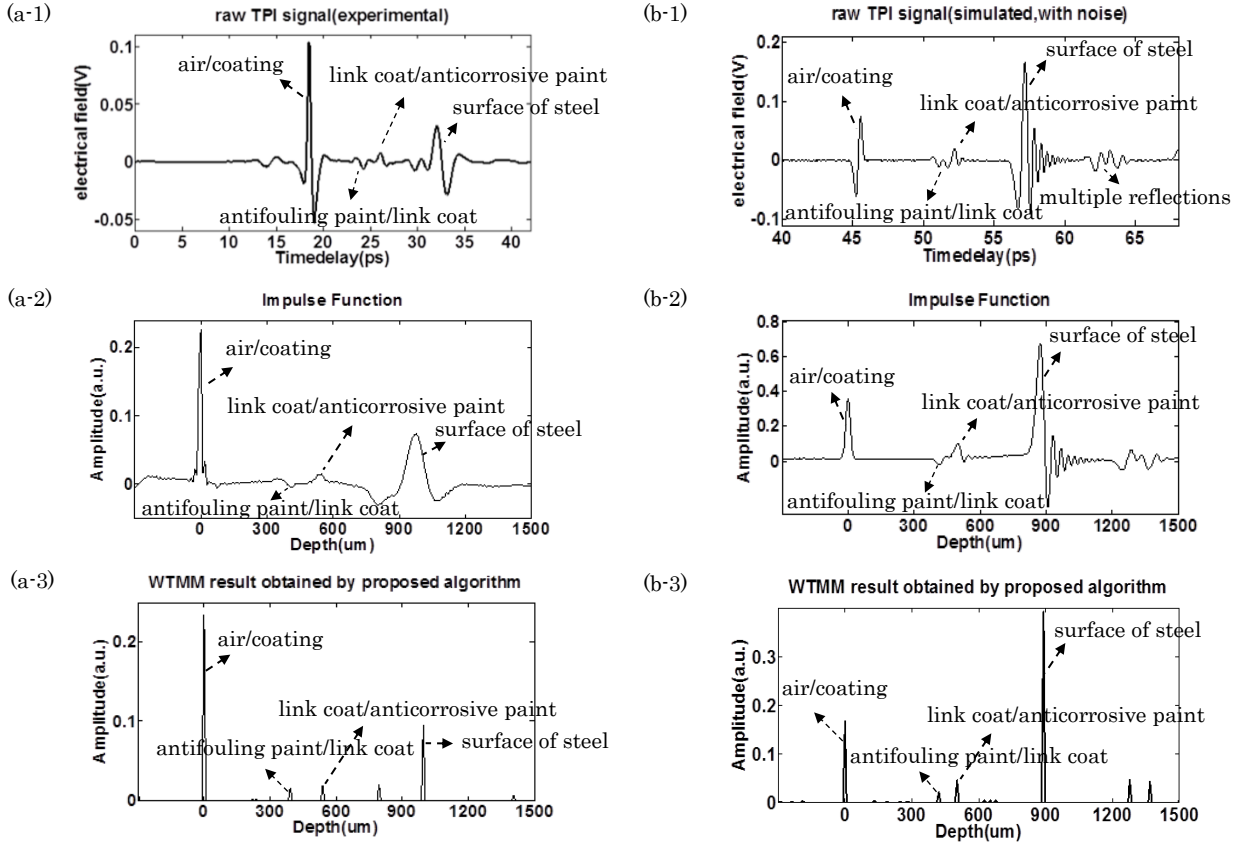 (a-1)
raw TPI signal(experimental)
electrical field(V)
0.1
0.05
0
-0.05
air/coating
link coat/anticorrosive paint
surface of steel
antifouling paint/link coat
0 5 10 15 20 25 30 35 40
Timedelay(ps)
(b-1)
raw TPI signal(simulated,with noise)
electrical field(V)
0.2
0.1
0
-0.1
surface of steel
air/coating
link coat/anticorrosive paint
antifouling paint/link coat
multiple reflections
40 45 50 55 60 65
Timedelay(ps)
(a-2)
Impulse Function
Amplitude(a.u.)
0.2
0.1
0
air/coating
link coat/anticorrosive paint
surface of steel
antifouling paint/link coat
0 300 600 900 1200 1500
Depth(um)
(b-2)
Impulse Function
Amplitude(a.u.)
0.8
0.6
0.4
0.2
0
surface of steel
air/coating
link coat/anticorrosive paint
antifouling paint/link coat
0 300 600 900 1200 1500
Depth(um)
(a-3)
WTMM result obtained by proposed algorithm
Amplitude(a.u.)
0.2
0.1
0
air/coating
link coat/anticorrosive paint
antifouling paint/link coat
surface of steel
0 300 600 900 1200 1500
Depth(um)
(b-3)
WTMM result obtained by proposed algorithm
Amplitude(a.u.)
0.3
0.2
0.1
0
surface of steel
air/coating
link coat/anticorrosive paint
antifouling paint/link coat
0 300 600 900 1200 1500
Depth(um)